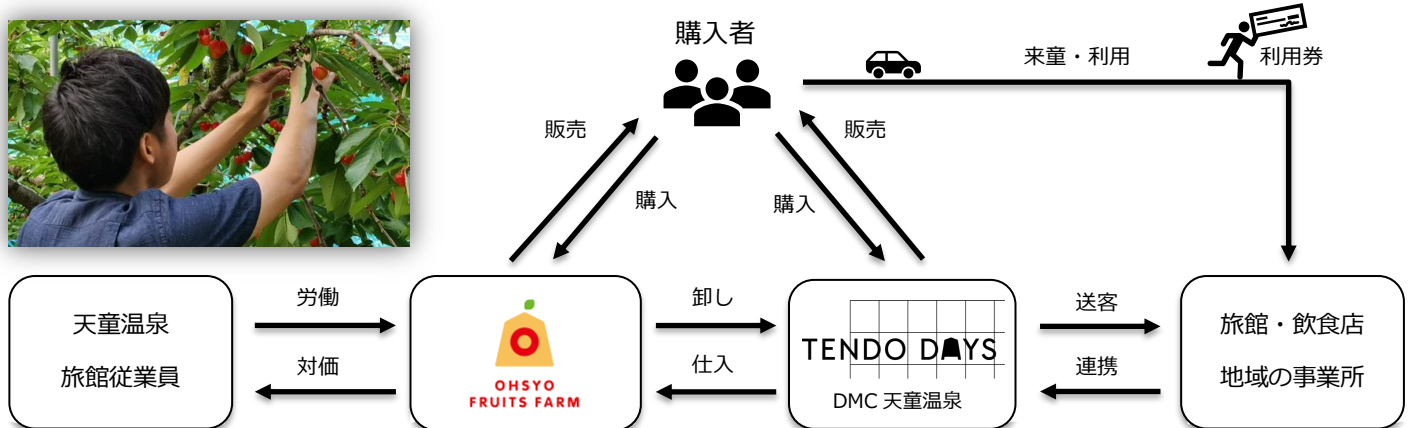 購入者
来童・利用
利用券
販売
販売
購入
購入
天童温泉
旅館従業員
労働
対価
OHSYO
FRUITS FARM
卸し
仕入
TENDO DAYS
DMC 天童温泉
送客
連携
旅館・飲食店
地域の事業所